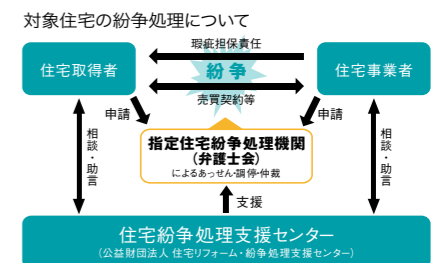 対象住宅の紛争処理について
瑕疵担保責任
住宅取得者
紛争
住宅事業者
売買契約等
申請
申請
指定住宅紛争処理機関
(弁護士会)
によるあっせん・調停・仲裁
相談・助言
相談・助言
支援
住宅紛争処理支援センター
(公益財団法人 住宅リフォーム・紛争処理支援センター)